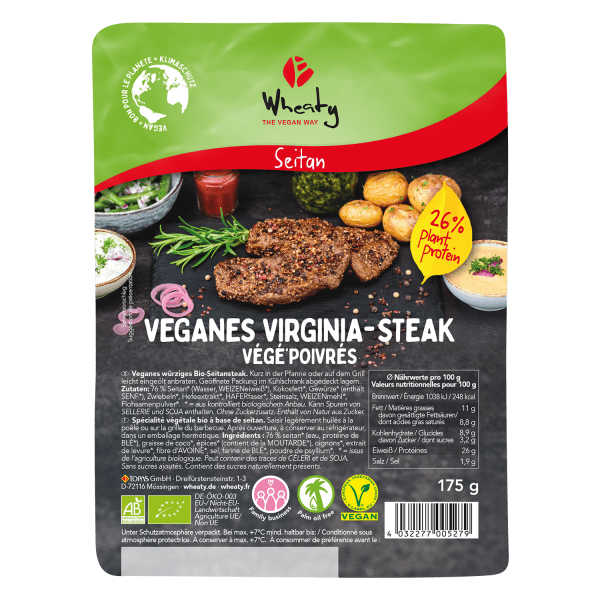 VEGAN • BON POUR LE PLANETE • KLIMASCHUTZ
Wheaty
THE VEGAN WAY
Seitan
26%
plant
protein
VEGANES VIRGINIA-STEAK
VÉGÉ'POIVRÉS
Veganes würziges Bio-Seitansteak. Kurz in der Pfanne oder auf dem Grill
leicht eingeölt anbraten. Geöffnete Packung im Kühlschrank abgedeckt lagern.
Zutaten: 76 % Seitan* (Wasser, WEIZENeiweiß*), Kokosfett*, Gewürze* (enthält
SENF*), Zwiebeln*, Hefeextrakt*, HAFERfaser*, Steinsalz, WEIZENmehl*,
Flohsamenpulver*. * = aus kontrolliert biologischem Anbau. Kann Spuren von
SELLERIE und SOJA enthalten. Ohne Zuckerzusatz. Enthält von Natur aus Zucker.
Spécialité végétale bio à base de seitan. Saisir légèrement huilés à la
poêle ou sur la grille du barbecue. Après ouverture, à conserver au réfrigérateur,
dans un emballage hermétique. Ingrédients : 76 % seitan* (eau, protéine de
BLÉ*), graisse de coco*, épices* (contient de la MOUTARDE*), oignons*, extrait
de levure*, fibre d'AVOINE*, sel, farine de BLÉ*, poudre de psyllium*. * = issus
de l'agriculture biologique. Peut contenir des traces de CÉLERI et de SOJA.
Sans sucres ajoutés. Contient des sucres naturellement présents.
Ø Nährwerte pro 100 g
Valeurs nutritionnelles pour 100 g
Brennwert / Énergie 1038 kJ / 248 kcal
Fett / Matières grasses 11 g
davon gesättigte Fettsäuren/
dont acides gras saturés 8,8 g
Kohlenhydrate / Glucides 8,9 g
davon Zucker / dont sucres 3,2 g
Eiweiß / Protéines 26 g
Salz / Sel 1,9 g
TOPAS GmbH · Dreifürstensteinstr. 1-3
D-72116 Mössingen · wheaty.de · wheaty.fr
175 g
AB
AGRICULTURE
BIOLOGIQUE
DE-ÖKO-003
EU-/ Nicht-EU-
Landwirtschaft
Agriculture UE/
Non UE
Family business
Palm oil free
VEGAN
4 032277 005279
Unter Schutzatmosphäre verpackt. Bei max. +7°C mind. haltbar bis: / Conditionné sous
atmosphère protectrice. A conserver à max. +7°C. A consommer de préférence avant le :